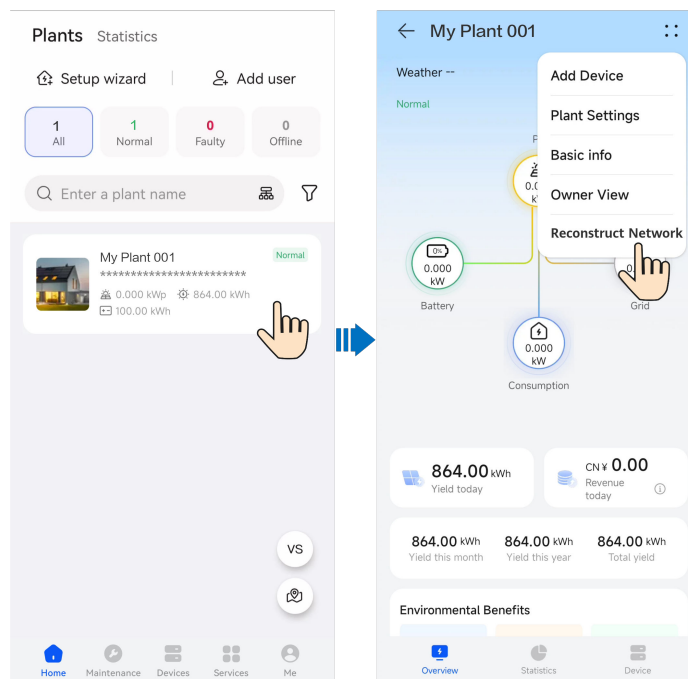 Plants Statistics
Setup wizard Add user
1 1 0 0
All Normal Faulty Offline
Enter a plant name
My Plant 001 Normal
*************************
0.000 kWp 864.00 kWh
100.00 kWh
VS
Home Maintenance Devices Services Me
My Plant 001
Weather --
Normal
Add Device
Plant Settings
Basic info
Owner View
Reconstruct Network
0%
0.000
kW
Battery
Grid
0.000
kW
Consumption
864.00 kWh
Yield today
CN¥ 0.00
Revenue
today
864.00 kWh 864.00 kWh 864.00 kWh
Yield this month Yield this year Total yield
Environmental Benefits
Overview Statistics Device